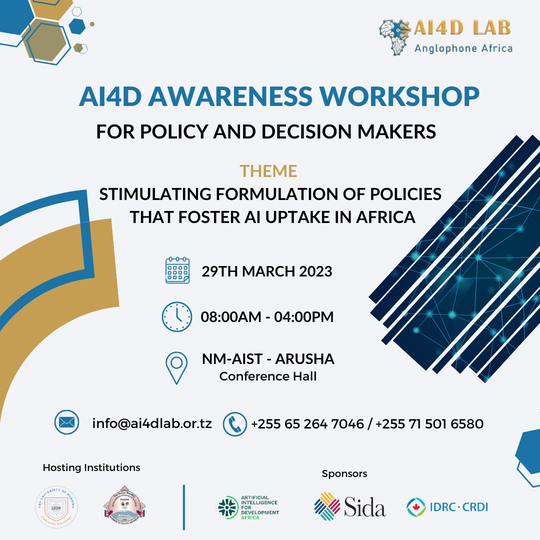 AI4D LAB
Anglophone Africa
AI4D AWARENESS WORKSHOP
FOR POLICY AND DECISION MAKERS
THEME
STIMULATING FORMULATION OF POLICIES
THAT FOSTER AI UPTAKE IN AFRICA
29TH MARCH 2023
08:00AM - 04:00PM
NM-AIST - ARUSHA
Conference Hall
info@ai4dlab.or.tz
+255 65 264 7046 / +255 71 501 6580
Hosting Institutions
Sponsors
ARTIFICIAL
INTELLIGENCE
FOR
DEVELOPMENT
AFRICA
Sida
IDRC · CRDI